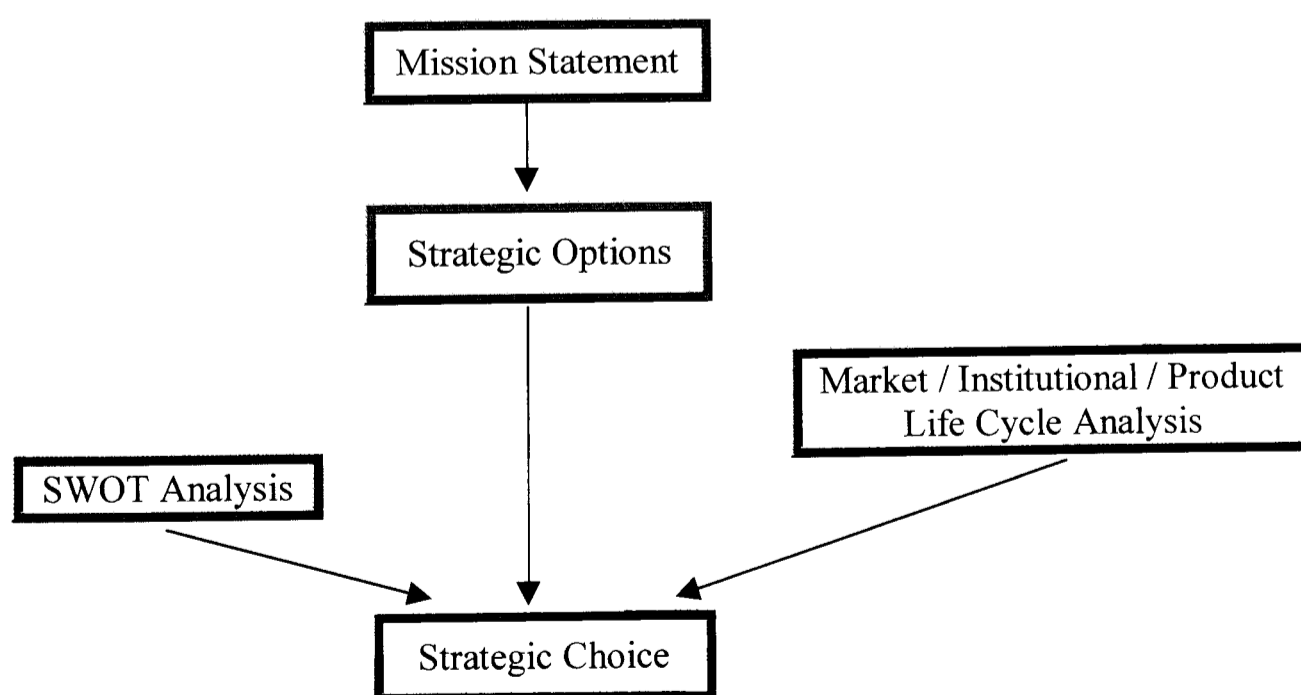 Mission Statement
Strategic Options
Market / Institutional / Product
Life Cycle Analysis
SWOT Analysis
Strategic Choice